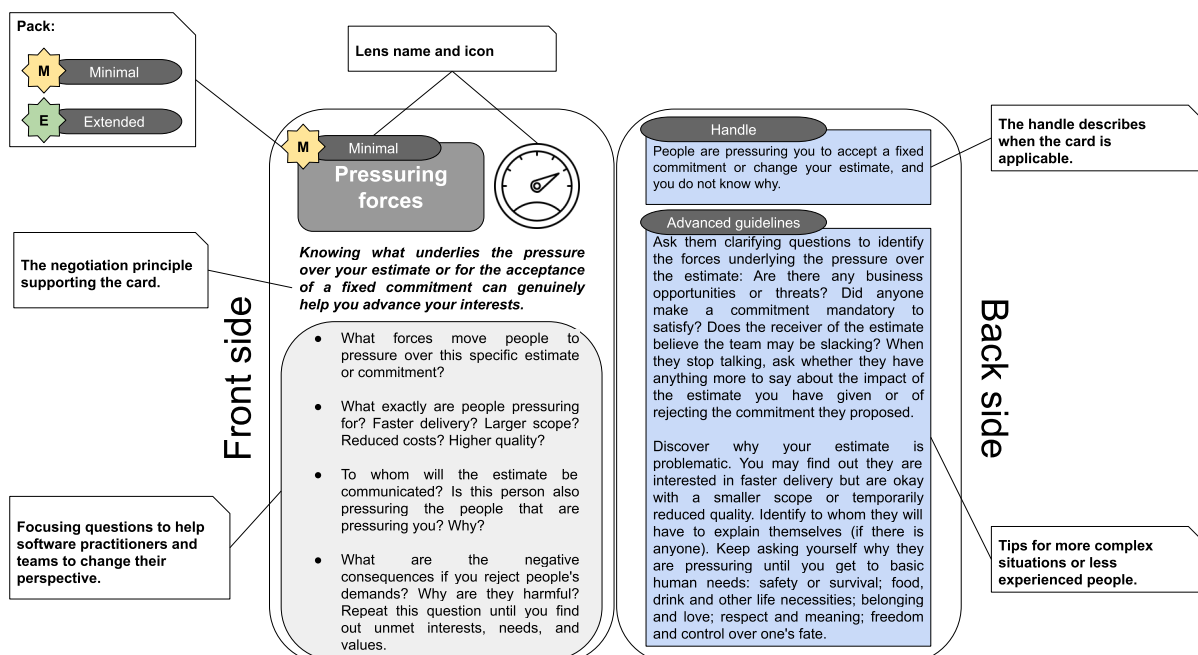 Pack:
M Minimal
E Extended
Lens name and icon
The negotiation principle
supporting the card.
Focusing questions to help
software practitioners and
teams to change their
perspective.
Front side
M Minimal
Pressuring
forces
Knowing what underlies the pressure
over your estimate or for the acceptance
of a fixed commitment can genuinely
help you advance your interests.
● What forces move people to
pressure over this specific estimate
or commitment?
● What exactly are people pressuring
for? Faster delivery? Larger scope?
Reduced costs? Higher quality?
● To whom will the estimate be
communicated? Is this person also
pressuring the people that are
pressuring you? Why?
● What are the negative
consequences if you reject people's
demands? Why are they harmful?
Repeat this question until you find
out unmet interests, needs, and
values.
Handle
People are pressuring you to accept a fixed
commitment or change your estimate, and
you do not know why.
Advanced guidelines
Ask them clarifying questions to identify
the forces underlying the pressure over
the estimate: Are there any business
opportunities or threats? Did anyone
make a commitment mandatory to
satisfy? Does the receiver of the estimate
believe the team may be slacking? When
they stop talking, ask whether they have
anything more to say about the impact of
the estimate you have given or of
rejecting the commitment they proposed.
Discover why your estimate is
problematic. You may find out they are
interested in faster delivery but are okay
with a smaller scope or temporarily
reduced quality. Identify to whom they will
have to explain themselves (if there is
anyone). Keep asking yourself why they
are pressuring until you get to basic
human needs: safety or survival; food,
drink and other life necessities; belonging
and love; respect and meaning; freedom
and control over one's fate.
Back side
The handle describes
when the card is
applicable.
Tips for more complex
situations or less
experienced people.